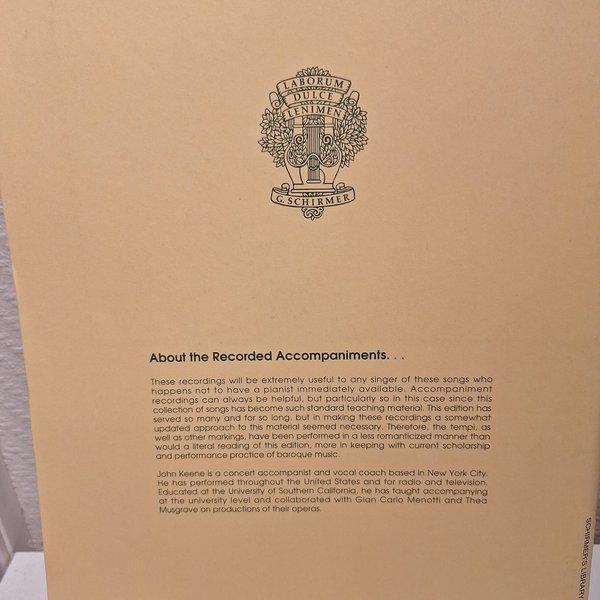 LABORUM
DULCE
LENIMEN
G. SCHIRMER
About the Recorded Accompaniments. . .
These recordings will be extremely useful to any singer of these songs who
happens not to have a pianist immediately available. Accompaniment
recordings can always be helpful, but particularly so in this case since this
collection of songs has become such standard teaching material. This edition has
served so many and for so long, but in making these recordings a somewhat
updated approach to this material seemed necessary. Therefore, the tempi, as
well as other markings, have been performed in a less romanticized manner than
would a literal reading of this edition, more in keeping with current scholarship
and performance practice of baroque music.
John Keene is a concert accompanist and vocal coach based in New York City.
He has performed throughout the United States and for radio and television.
Educated at the University of Southern California, he has taught accompanying
at the university level and collaborated with Gian Carlo Menotti and Thea
Musgrave on productions of their operas.
SCHIRMER'S LIBRARY